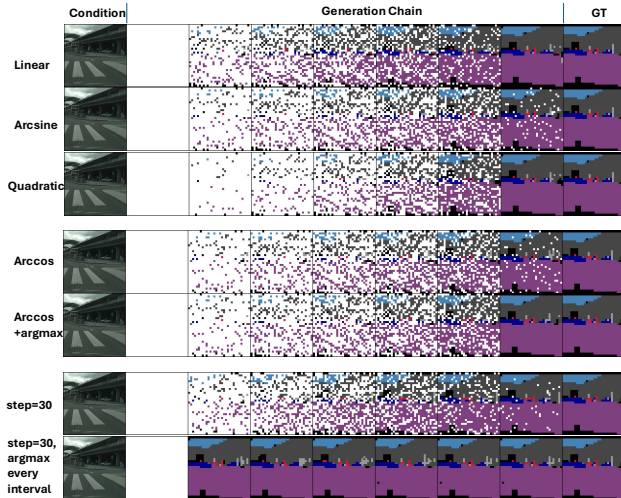 Condition
Generation Chain
GT
Linear
Arcsine
Quadratic
Arccos
Arccos
+argmax
step=30
step=30,
argmax
every
interval